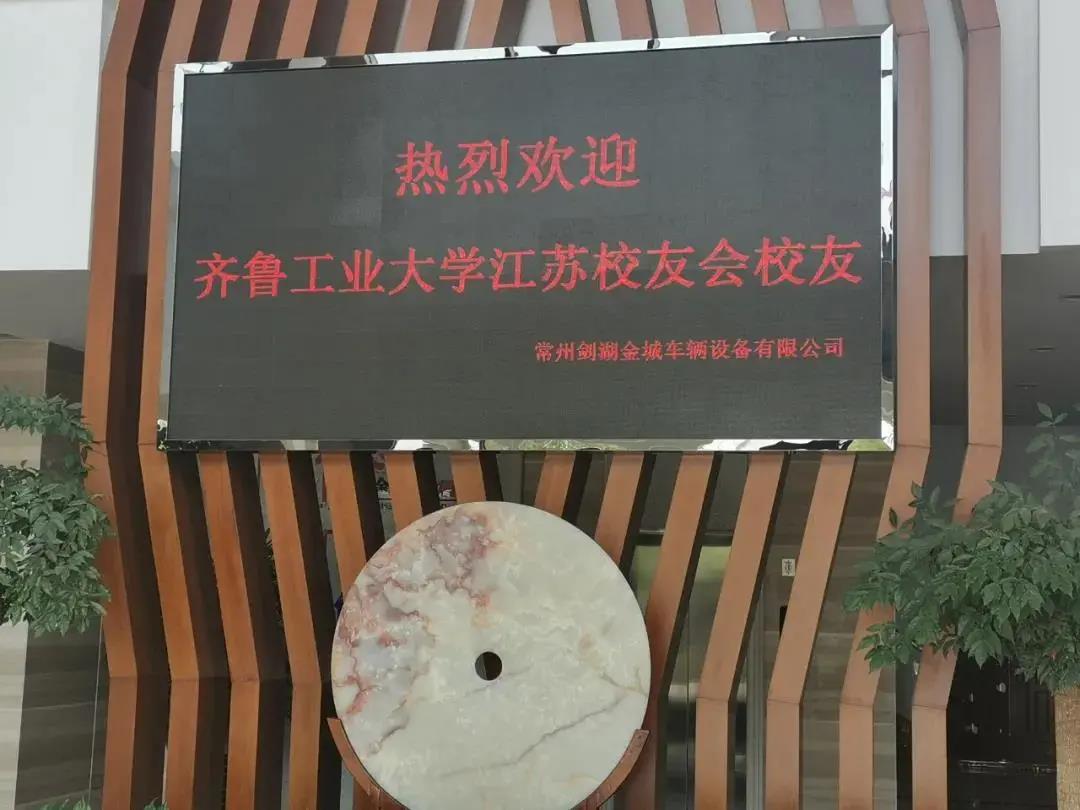 热烈欢迎
齐鲁工业大学江苏校友会校友
常州剑湖金城车辆设备有限公司